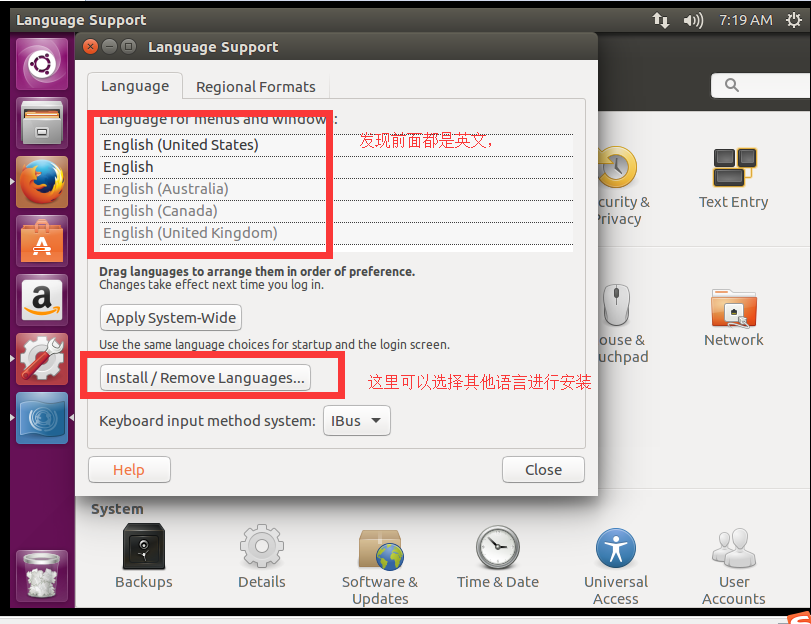 Language Support
7:19 AM
Language Support
Language
Regional Formats
Language for menus and windows:
发现前面都是英文，
English (United States)
English
English (Australia)
English (Canada)
English (United Kingdom)
Drag languages to arrange them in order of preference.
Changes take effect next time you log in.
Apply System-Wide
Use the same language choices for startup and the login screen.
Install / Remove Languages...
这里可以选择其他语言进行安装
Keyboard input method system:
IBus
Help
Close
curity &
Privacy
Text Entry
ouse &
uchpad
Network
System
Backups
Details
Software &
Updates
Time & Date
Universal
Access
User
Accounts